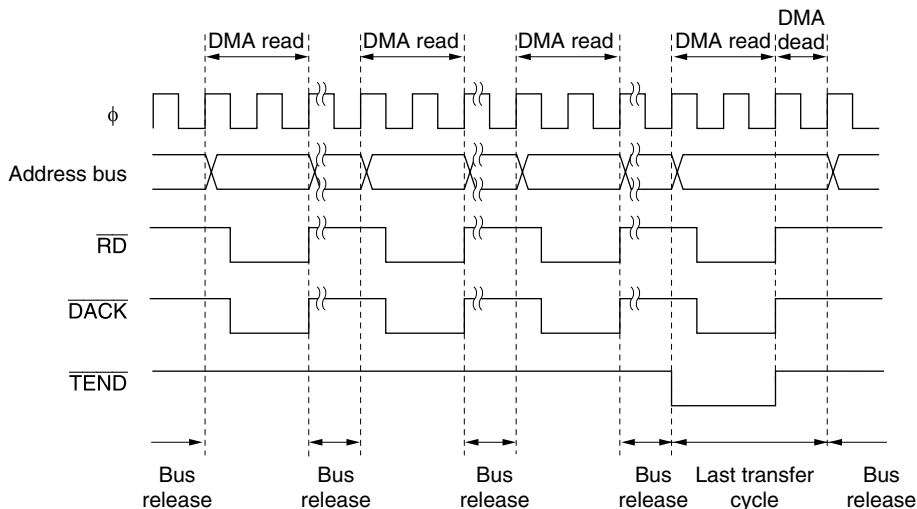 DMA read
DMA read
DMA read
DMA read
DMA
dead
ϕ
Address bus
RD
DACK
TEND
Bus
release
Bus
release
Bus
release
Bus
release
Last transfer
cycle
Bus
release